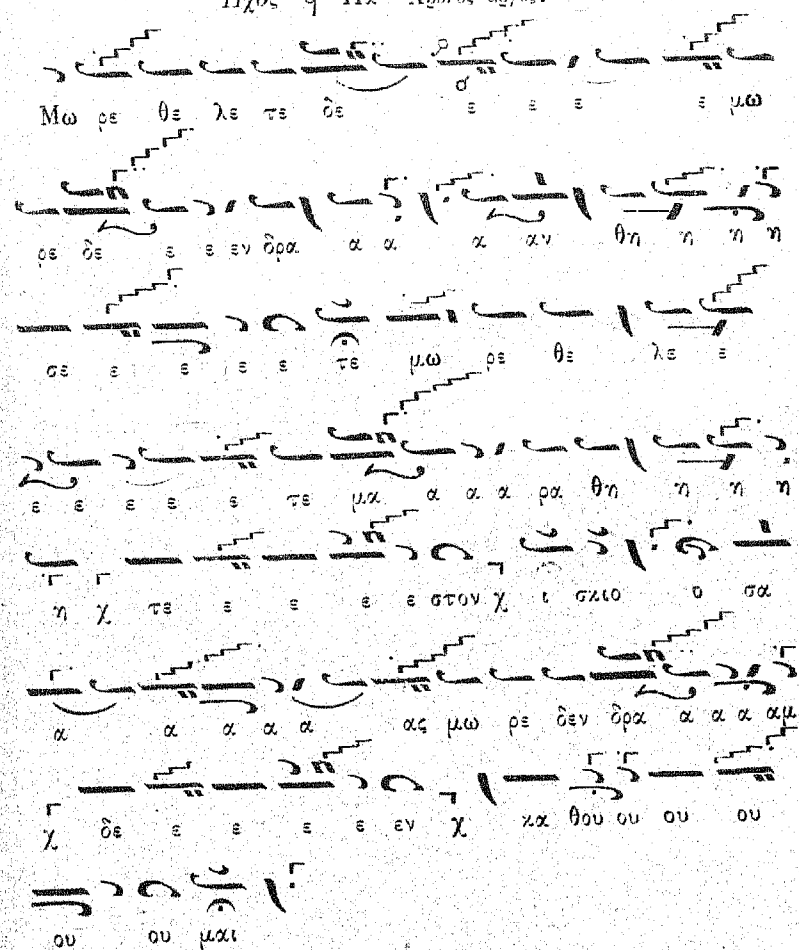 Μω ρε θε λε τε δε ε ε ε ε μω
ρε δε ε ε εν δρα α α α αν θη η η η
σε ε ε ε ε τε μω ρε θε λε ε
ε ε ε ε ε τε μα α α α ρα θη η η η
η χ τε ε ε ε ε στον χ ι σκιο ο σα
α α α α α ας μω ρε δεν δρα α α α αμ
χ δε ε ε ε ε εν χ κα θου ου ου ου
ου ου μαι